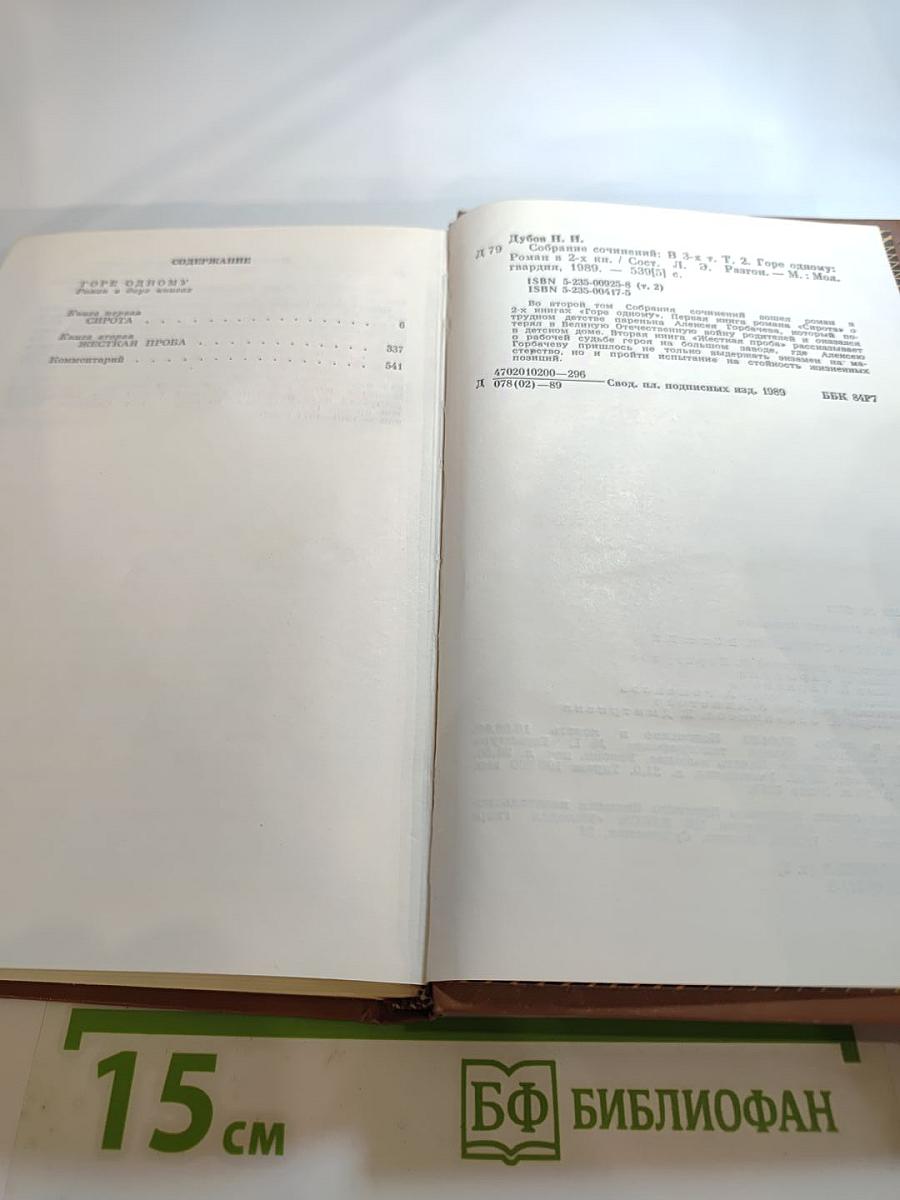 СОДЕРЖАНИЕ
ГОРЕ ОДНОМУ
Роман в двух книгах
Книга первая
СИРОТА . . . . . . . . . . . . 6
Книга вторая
ЖЕСТКАЯ ПРОБА . . . . . . . . . . 337
Комментарий . . . . . . . . . . . . 541
Дубов Н. И.
Д 79 Собрание сочинений: В 3-х т. Т. 2. Горе одному:
Роман в 2-х кн. / Сост. Л. Э. Разгон. — М.: Мол.
гвардия, 1989. — 539[5] с.
ISBN 5-235-00925-8 (т. 2)
ISBN 5-235-00417-5
Во второй том Собрания сочинений вошел роман в
2-х книгах «Горе одному». Первая книга романа «Сирота» о
трудном детстве паренька Алексея Горбачева, который по-
терял в Великую Отечественную войну родителей и оказался
в детском доме. Вторая книга «Жесткая проба» рассказывает
о рабочей судьбе героя на большом заводе, где Алексею
Горбачеву пришлось не только выдержать экзамен на ма-
стерство, но и пройти испытание на стойкость жизненных
позиций.
Д 4702010200—296
078(02)—89 Свод. пл. подписных изд. 1989 ББК 84Р7
15 см
БФ БИБЛИОФАН